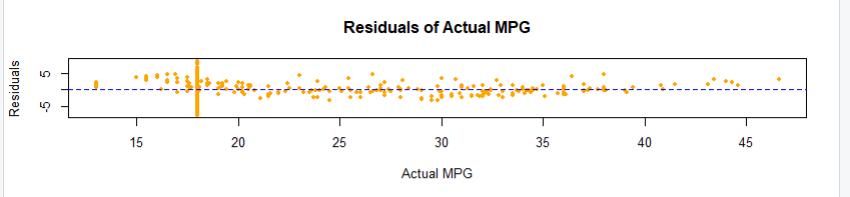 Residuals of Actual MPG
Residuals
5
-5
15 20 25 30 35 40 45
Actual MPG